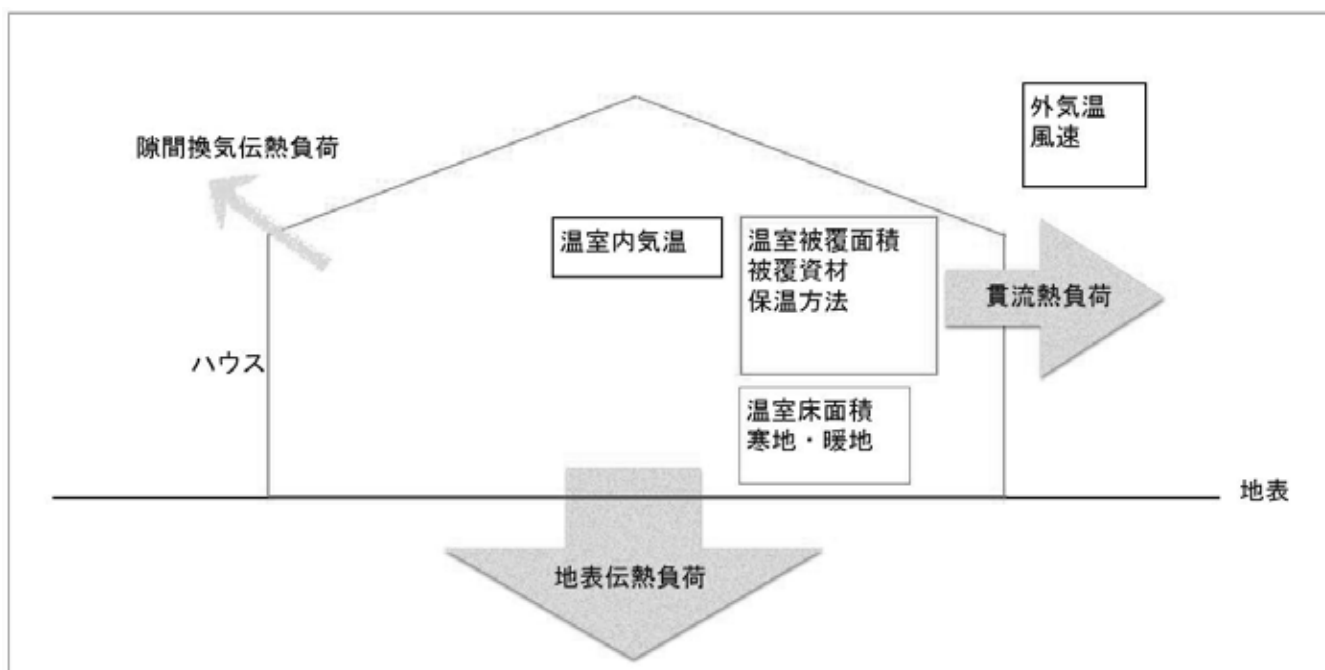 外気温
風速
隙間換気伝熱負荷
温室内気温
温室被覆面積
被覆資材
保温方法
貫流熱負荷
ハウス
温室床面積
寒地・暖地
地表
地表伝熱負荷